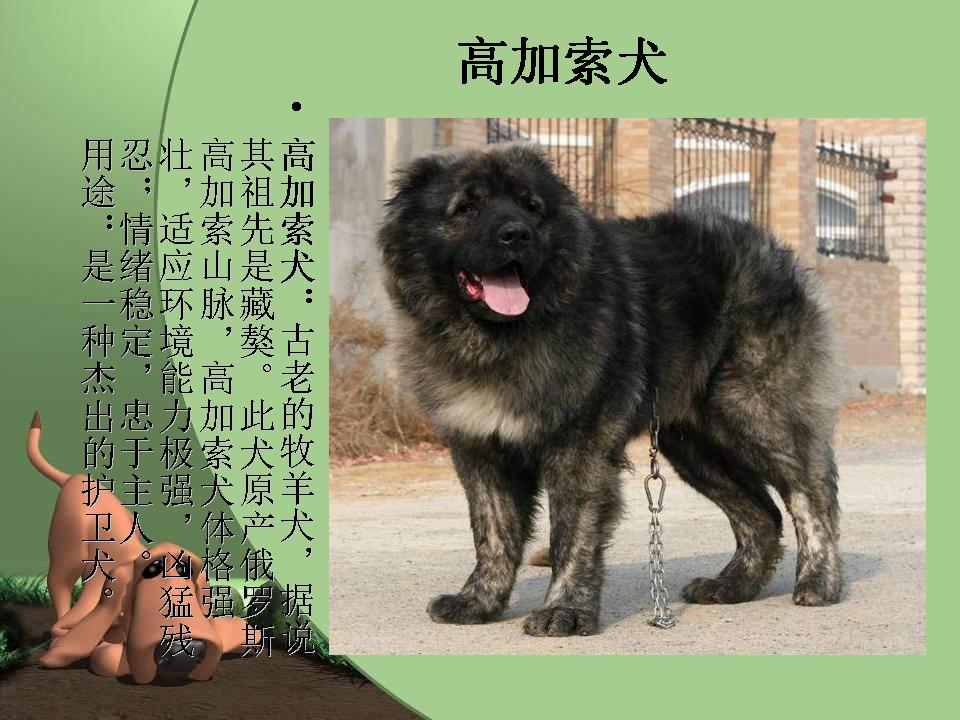 高加索犬
• 高加索犬：古老的牧羊犬，据说
其祖先是藏獒。此犬原产俄罗斯
高加索山脉，高加索犬体格强
壮，适应环境能力极强，凶猛残
忍；情绪稳定，忠于主人。
用途：是一种杰出的护卫犬。